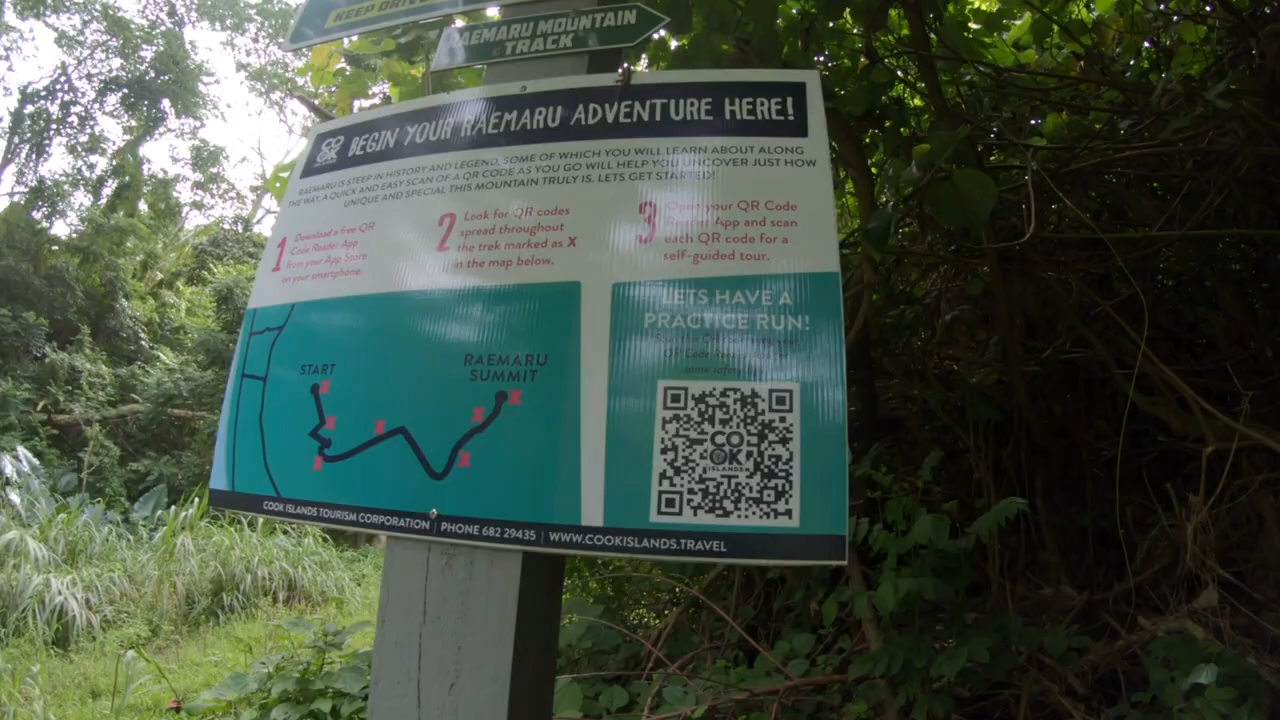 KEEP
RAEMARU MOUNTAIN
TRACK
COOK
BEGIN YOUR RAEMARU ADVENTURE HERE!
RAEMARU IS STEEP IN HISTORY AND LEGEND, SOME OF WHICH YOU WILL LEARN ABOUT ALONG
THE WAY. A QUICK AND EASY SCAN OF A QR CODE AS YOU GO WILL HELP YOU UNCOVER JUST HOW
UNIQUE AND SPECIAL THIS MOUNTAIN TRULY IS. LETS GET STARTED!
1 Download a free QR
Code Reader App
from your App Store
on your smartphone.
2 Look for QR codes
spread throughout
the trek marked as X
in the map below.
3 Open your QR Code
Reader App and scan
each QR code for a
self-guided tour.
START
RAEMARU
SUMMIT
LETS HAVE A
PRACTICE RUN!
QR Code
some safety
COOK
ISLANDS
COOK ISLANDS TOURISM CORPORATION | PHONE 682 29435 | WWW.COOKISLANDS.TRAVEL